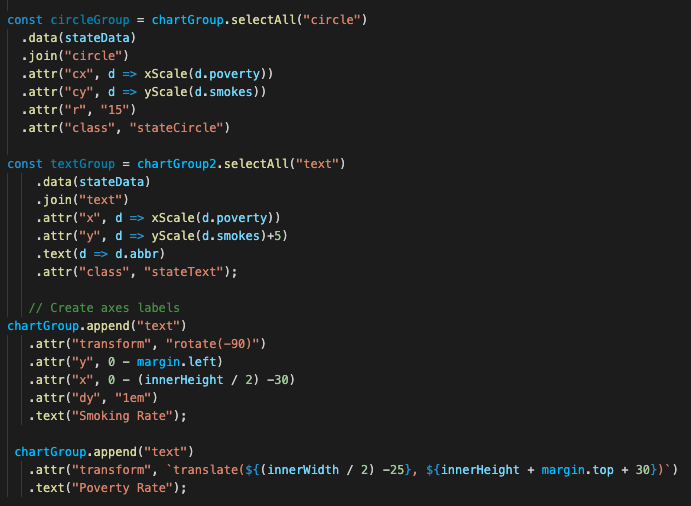 const circleGroup = chartGroup.selectAll("circle")
.data(stateData)
.join("circle")
.attr("cx", d => xScale(d.poverty))
.attr("cy", d => yScale(d.smokes))
.attr("r", "15")
.attr("class", "stateCircle")
const textGroup = chartGroup2.selectAll("text")
.data(stateData)
.join("text")
.attr("x", d => xScale(d.poverty))
.attr("y", d => yScale(d.smokes)+5)
.text(d => d.abbr)
.attr("class", "stateText");
// Create axes labels
chartGroup.append("text")
.attr("transform", "rotate(-90)")
.attr("y", 0 - margin.left)
.attr("x", 0 - (innerHeight / 2) -30)
.attr("dy", "1em")
.text("Smoking Rate");
chartGroup.append("text")
.attr("transform", `translate(${(innerWidth / 2) -25}, ${innerHeight + margin.top + 30})`)
.text("Poverty Rate");